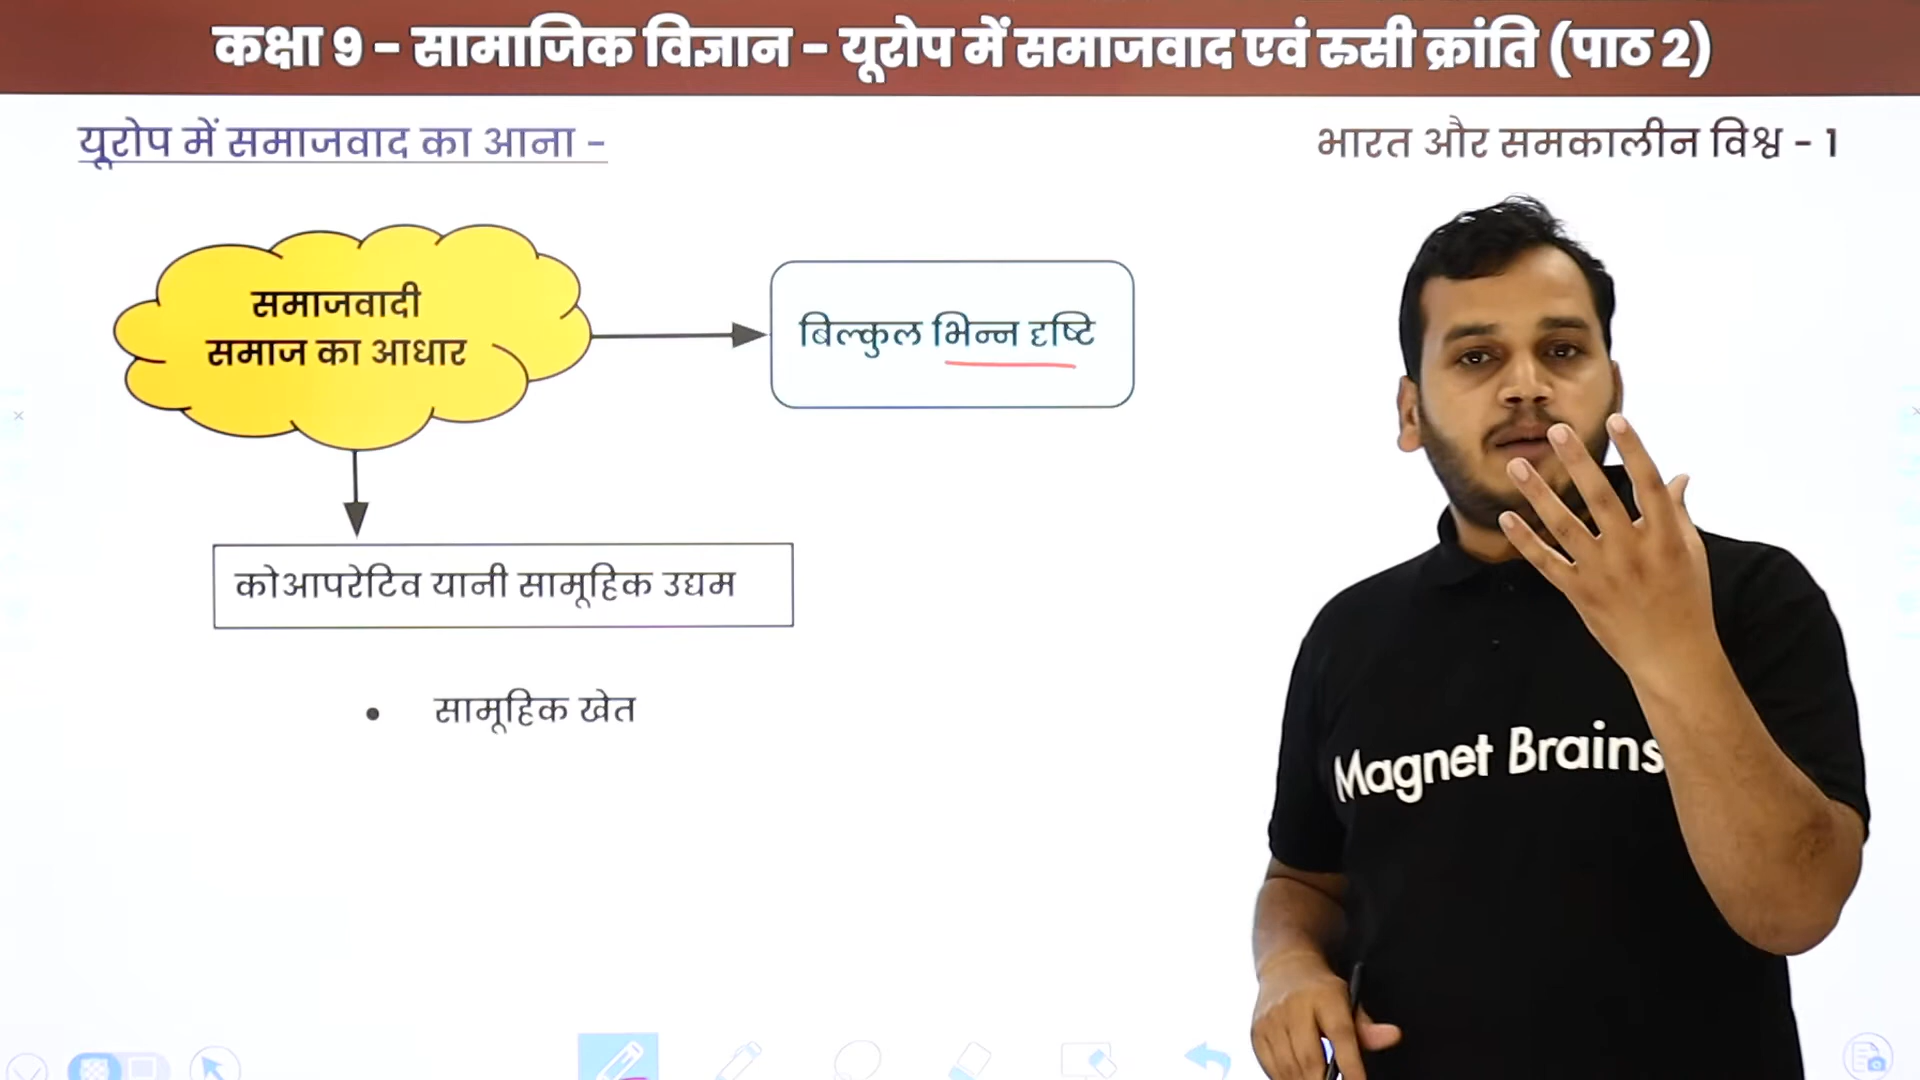 कक्षा 9 – सामाजिक विज्ञान – यूरोप में समाजवाद एवं रुसी क्रांति (पाठ 2)
यूरोप में समाजवाद का आना –
भारत और समकालीन विश्व – 1
समाजवादी
समाज का आधार
बिल्कुल भिन्न दृष्टि
कोआपरेटिव यानी सामूहिक उद्यम
• सामूहिक खेत
Magnet Brains